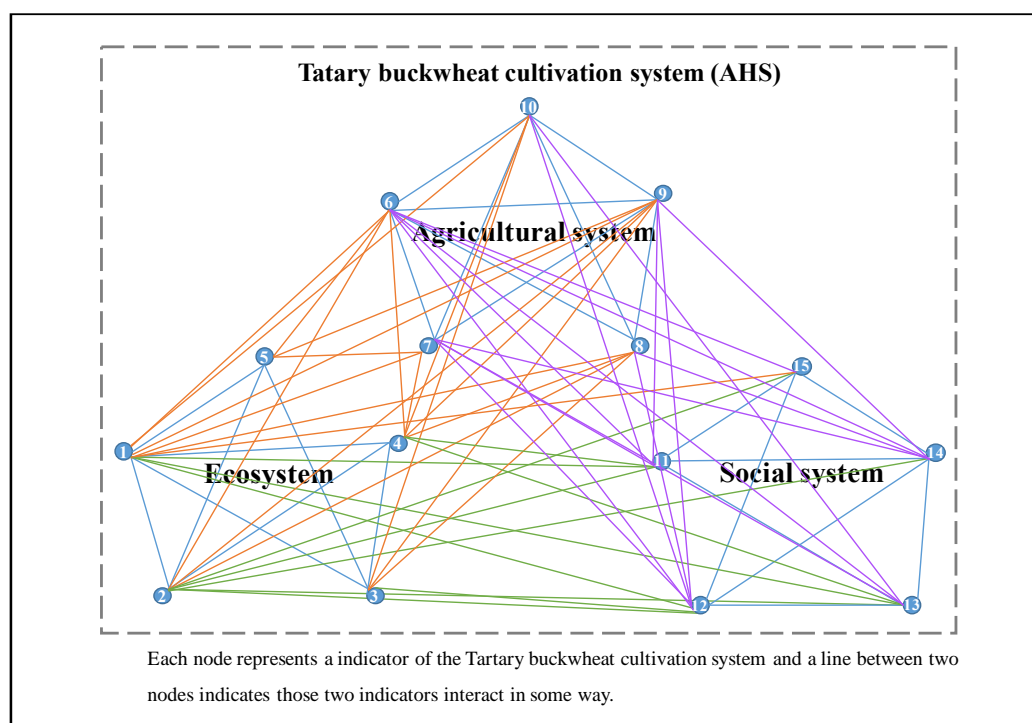 Tatary buckwheat cultivation system (AHS)
10
6
9
Agricultural system
5
7
8
15
1
4
11
14
Ecosystem
Social system
2
3
12
13
Each node represents a indicator of the Tartary buckwheat cultivation system and a line between two
nodes indicates those two indicators interact in some way.